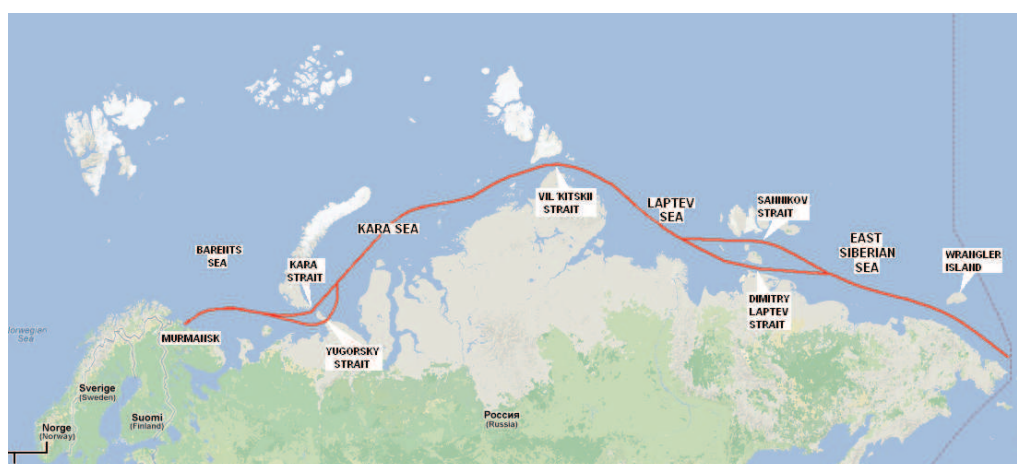 VIL'KITSKII
STRAIT
LAPTEV
SEA
SANNIKOV
STRAIT
KARA SEA
BARENTS
SEA
EAST
SIBERIAN
SEA
WRANGLER
ISLAND
KARA
STRAIT
DIMITRY
LAPTEV
STRAIT
Norwegian
Sea
MURMANSK
YUGORSKY
STRAIT
Sverige
(Sweden)
Suomi
(Finland)
Россия
(Russia)
Norge
(Norway)